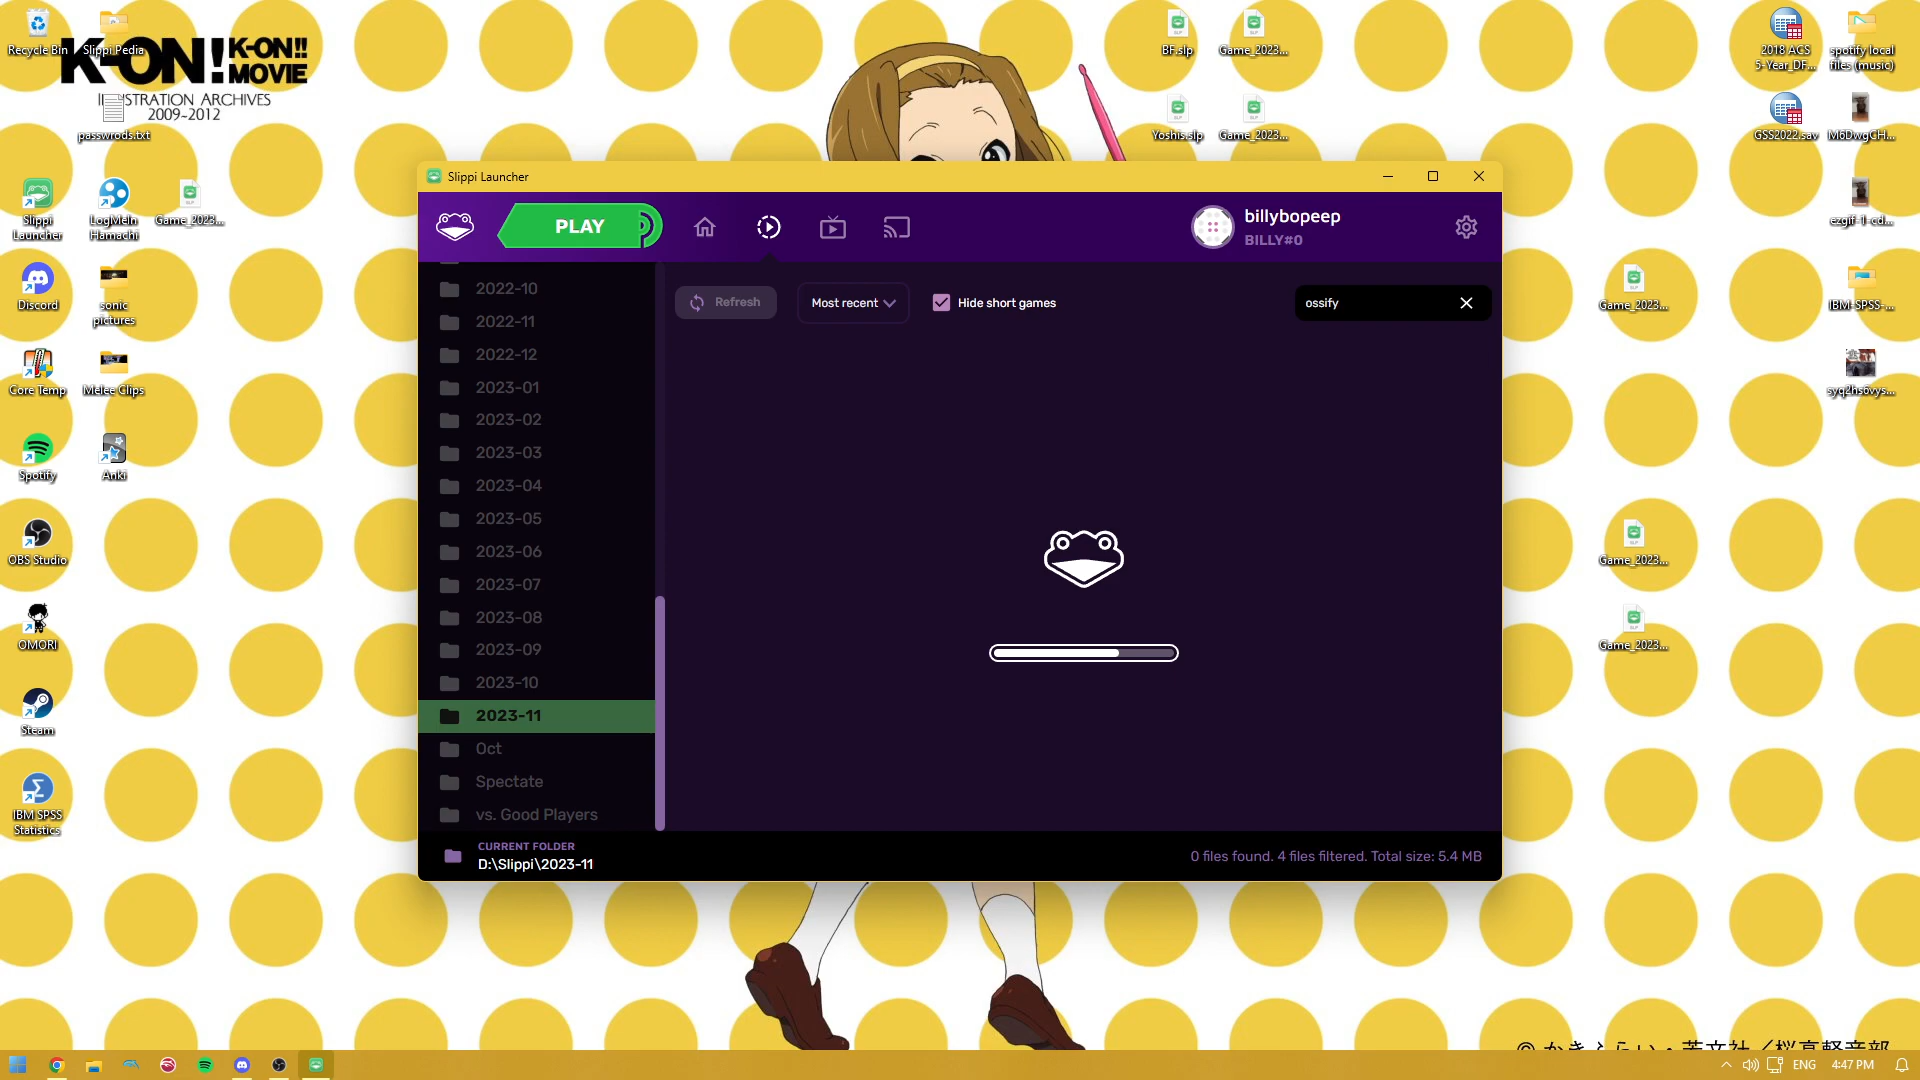 Recycle Bin
Slippi Pedia
K-ON! K-ON!!
MOVIE
STRATION ARCHIVES
2009~2012
passwrods.txt
Slippi
Launcher
LogMeIn
Hamachi
Game_2023...
Discord
sonic
pictures
Core Temp
Melee Clips
Spotify
Anki
OBS Studio
OMORI
Steam
IBM SPSS
Statistics
BF.slp
Game_2023...
Yoshis.slp
Game_2023...
2018 ACS
5-Year_DF...
spotify local
files (music)
GSS2022.sav
M6DwgCH...
ezgif-1-cd...
Game_2023...
IBM-SPSS-...
syq2hs6vys...
Game_2023...
Game_2023...
Slippi Launcher
PLAY
billybopeep
BILLY#0
2022-10
2022-11
2022-12
2023-01
2023-02
2023-03
2023-04
2023-05
2023-06
2023-07
2023-08
2023-09
2023-10
2023-11
Oct
Spectate
vs. Good Players
Refresh
Most recent
Hide short games
ossify
CURRENT FOLDER
D:\Slippi\2023-11
0 files found. 4 files filtered. Total size: 5.4 MB
ENG
4:47 PM